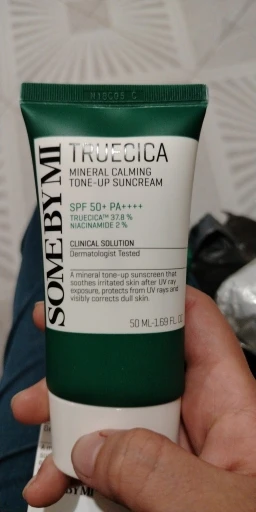 SOME BY MI
TRUECICA
MINERAL CALMING
TONE-UP SUNCREAM
SPF 50+ PA++++
TRUECICA™ 37.8 %
NIACINAMIDE 2 %
CLINICAL SOLUTION
Dermatologist Tested
A mineral tone-up sunscreen that
soothes irritated skin after UV ray
exposure, protects from UV rays and
visibly corrects dull skin.
50 ML·1.69 FL. OZ
BY MI